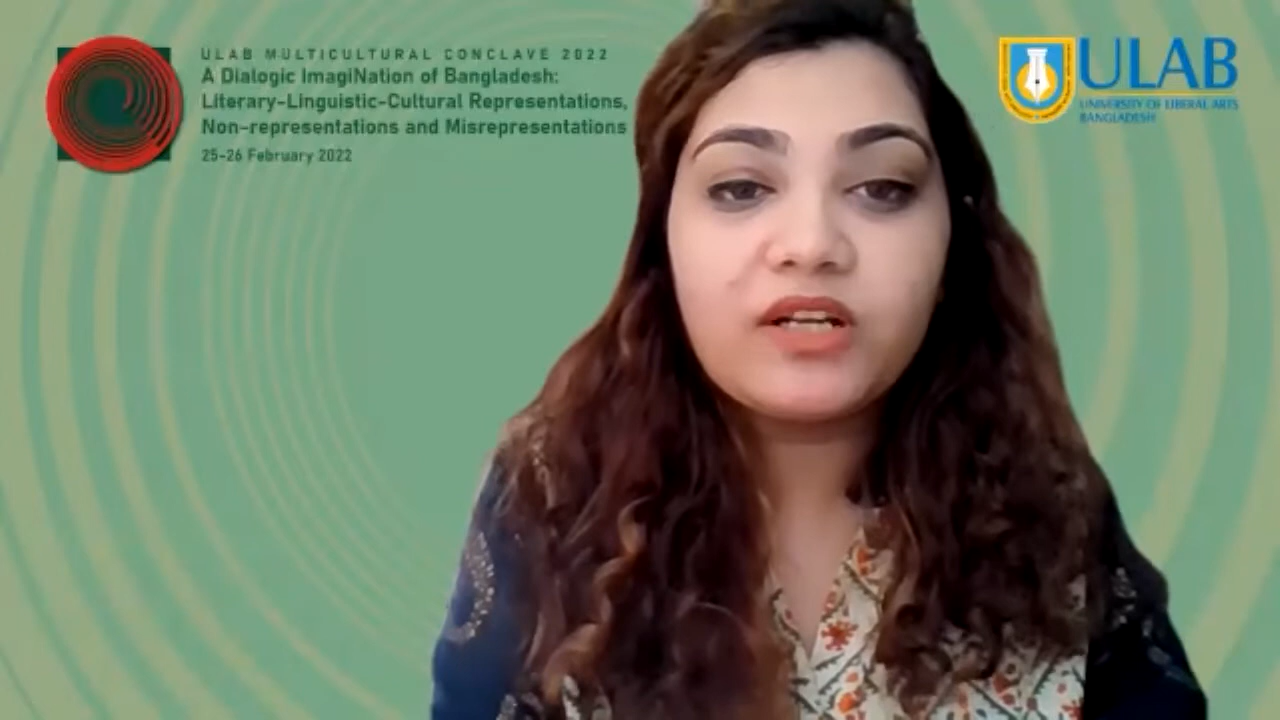 ULAB MULTICULTURAL CONCLAVE 2022
A Dialogic ImagiNation of Bangladesh:
Literary-Linguistic-Cultural Representations,
Non-representations and Misrepresentations
25-26 February 2022
ULAB
UNIVERSITY OF LIBERAL ARTS
BANGLADESH